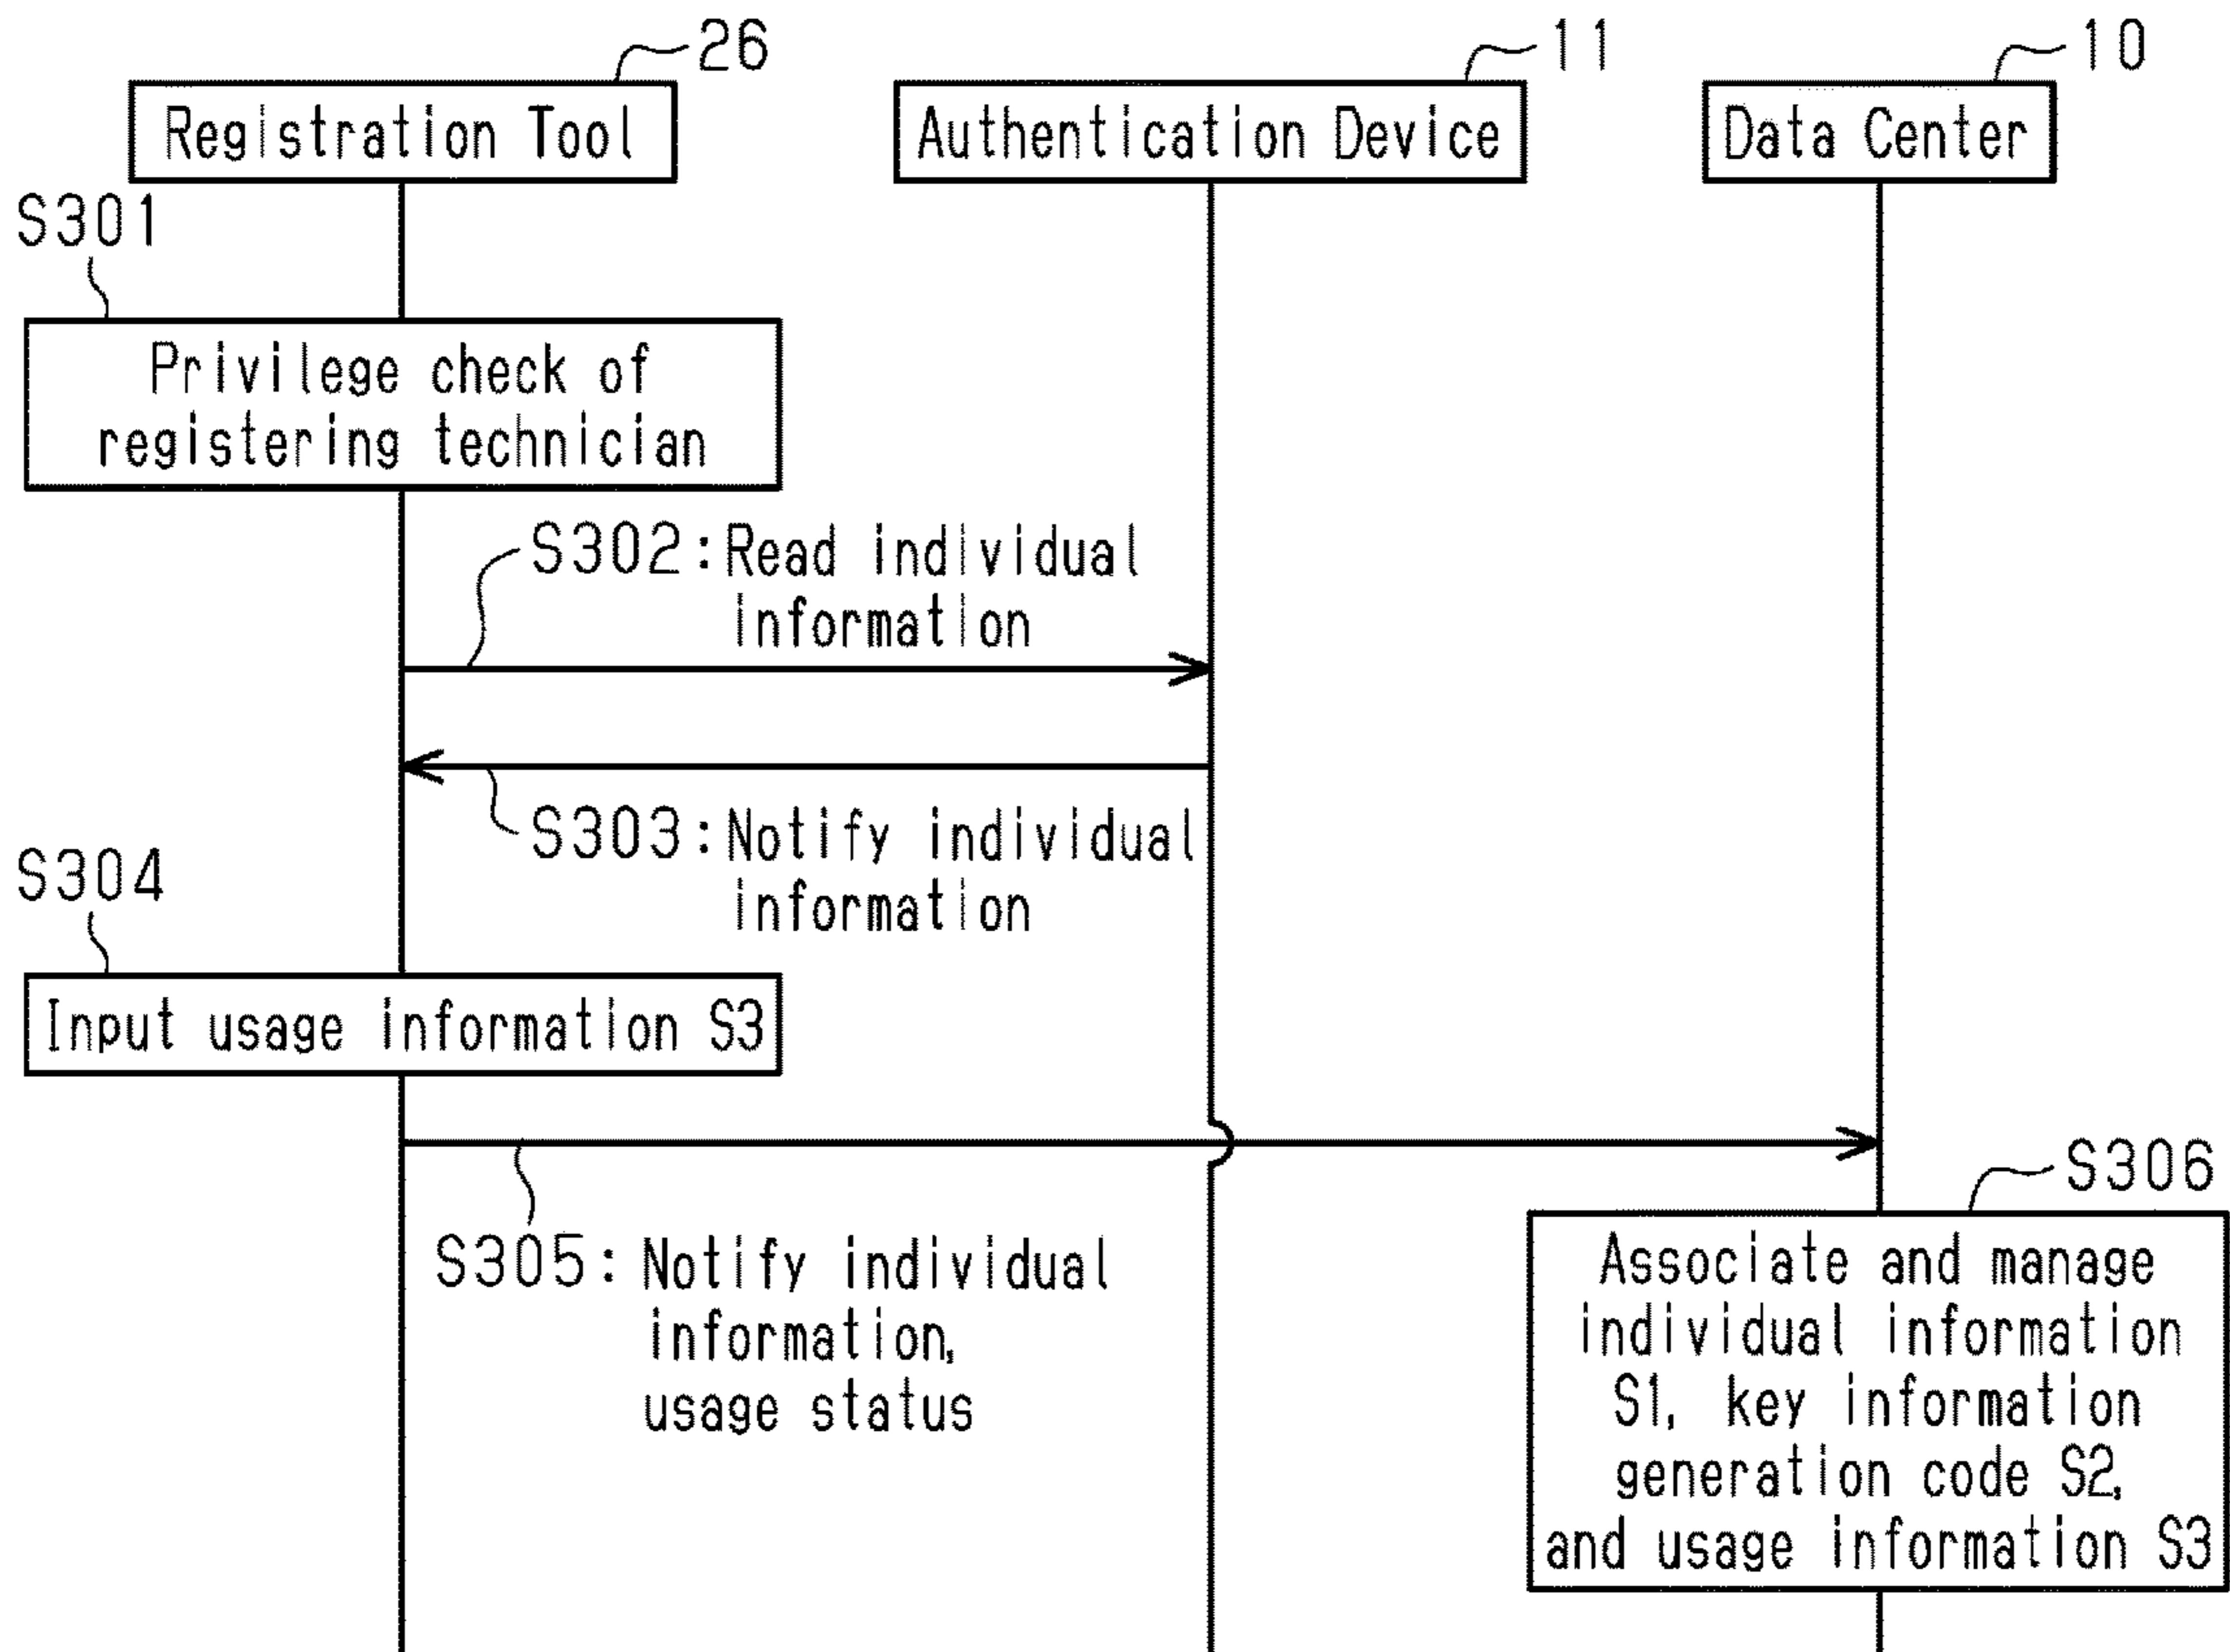 26
11
10
Registration Tool
Authentication Device
Data Center
S301
Privilege check of
registering technician
S302:Read individual
information
S303:Notify individual
information
S304
Input usage information S3
S305: Notify individual
information,
usage status
S306
Associate and manage
individual information
S1, key information
generation code S2,
and usage information S3